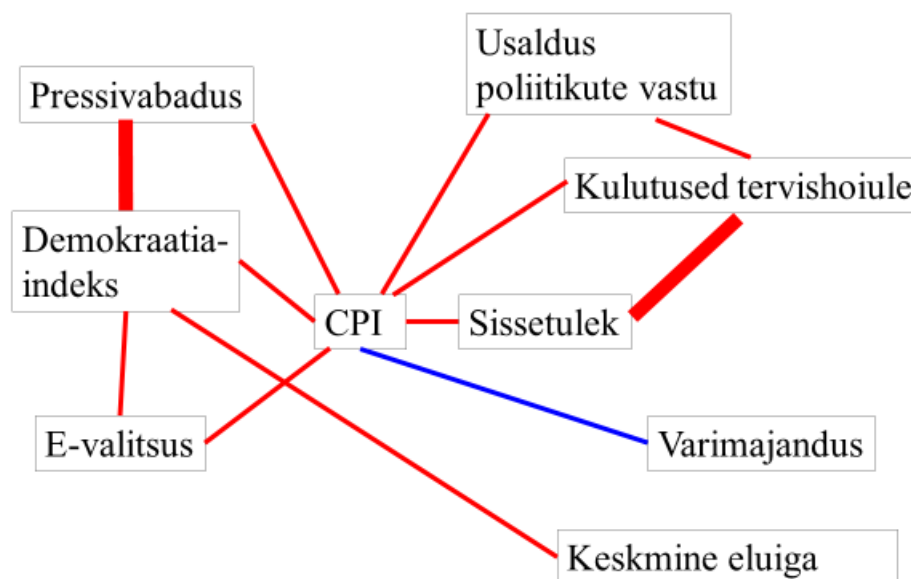 Usaldus
poliitikute vastu
Pressivabadus
Kulutused tervishoiule
Demokraatia-
indeks
CPI
Sissetulek
E-valitsus
Varimajandus
Keskmine eluiga